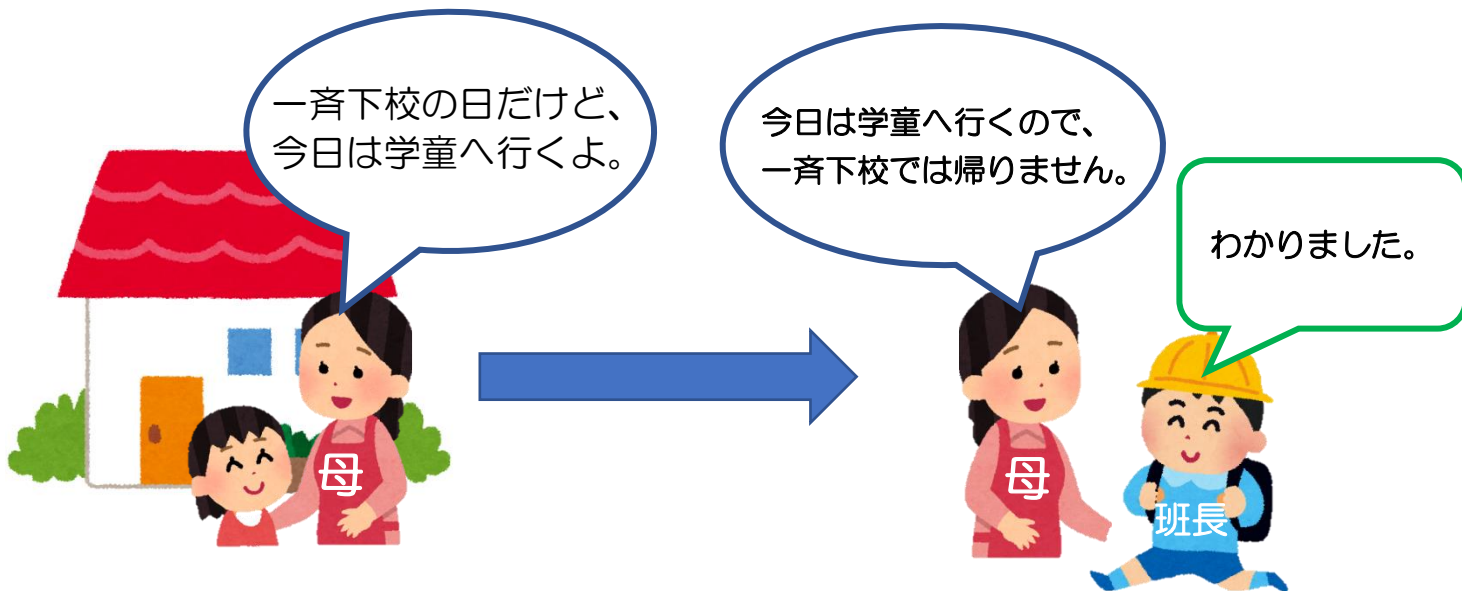 一斉下校の日だけど、
今日は学童へ行くよ。
母
今日は学童へ行くので、
一斉下校では帰りません。
母
わかりました。
班長